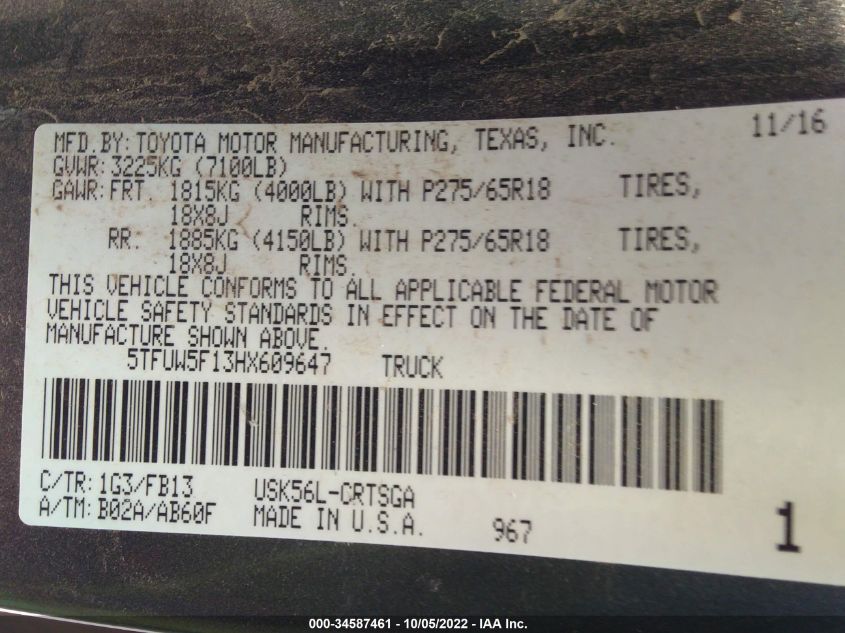 MFD.BY:TOYOTA MOTOR MANUFACTURING, TEXAS, INC. 11/16
GVWR:3225KG (7100LB)
GAWR:FRT. 1815KG (4000LB) WITH P275/65R18 TIRES,
18X8J RIMS.
RR. 1885KG (4150LB) WITH P275/65R18 TIRES,
18X8J RIMS.
THIS VEHICLE CONFORMS TO ALL APPLICABLE FEDERAL MOTOR
VEHICLE SAFETY STANDARDS IN EFFECT ON THE DATE OF
MANUFACTURE SHOWN ABOVE.
5TFUW5F13HX609647 TRUCK
C/TR: 1G3/FB13 USK56L-CRTSGA
A/TM: B02A/AB60F MADE IN U.S.A. 967 1
000-34587461 - 10/05/2022 - IAA Inc.